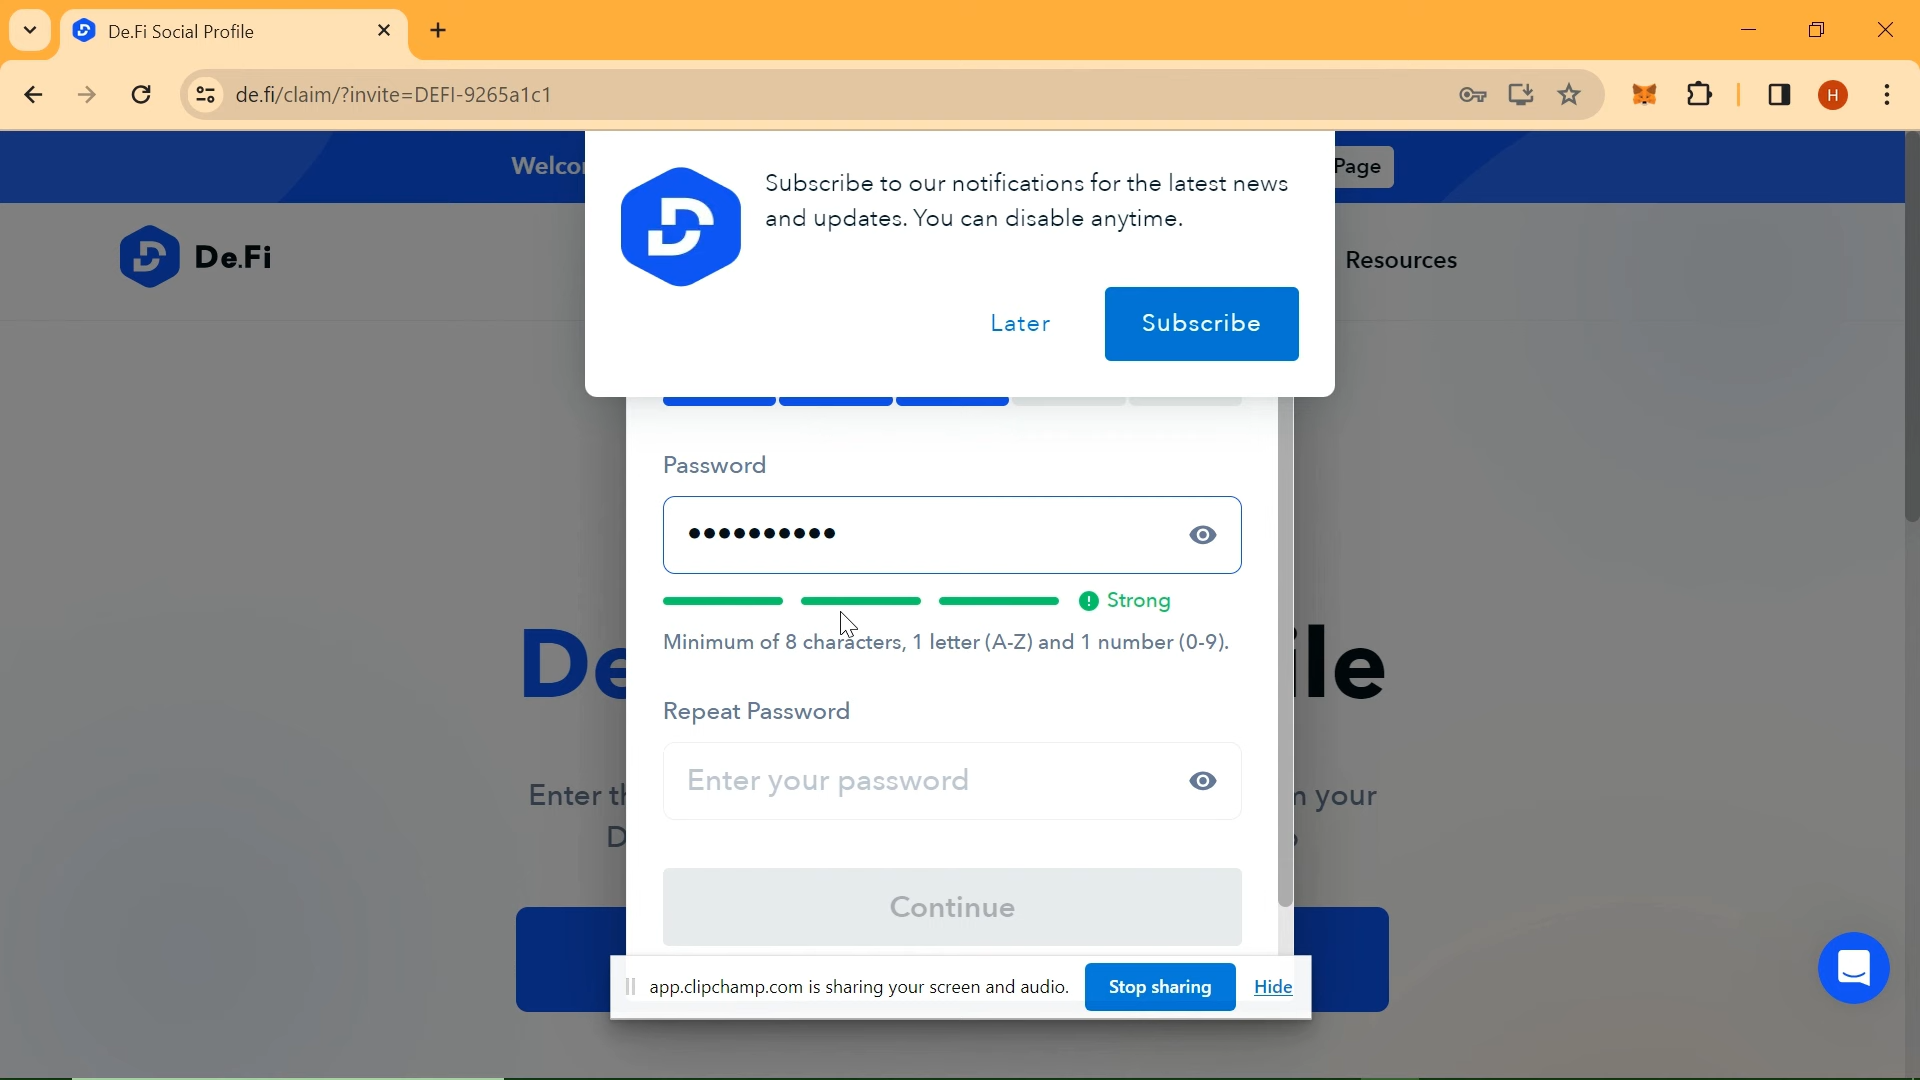 De.Fi Social Profile
de.fi/claim/?invite=DEFI-9265a1c1
H
Page
Subscribe to our notifications for the latest news
and updates. You can disable anytime.
De.Fi
Resources
Later
Subscribe
Password
••••••••••
Strong
Minimum of 8 characters, 1 letter (A-Z) and 1 number (0-9).
Repeat Password
Enter your password
Enter
your
Continue
app.clipchamp.com is sharing your screen and audio.
Stop sharing
Hide